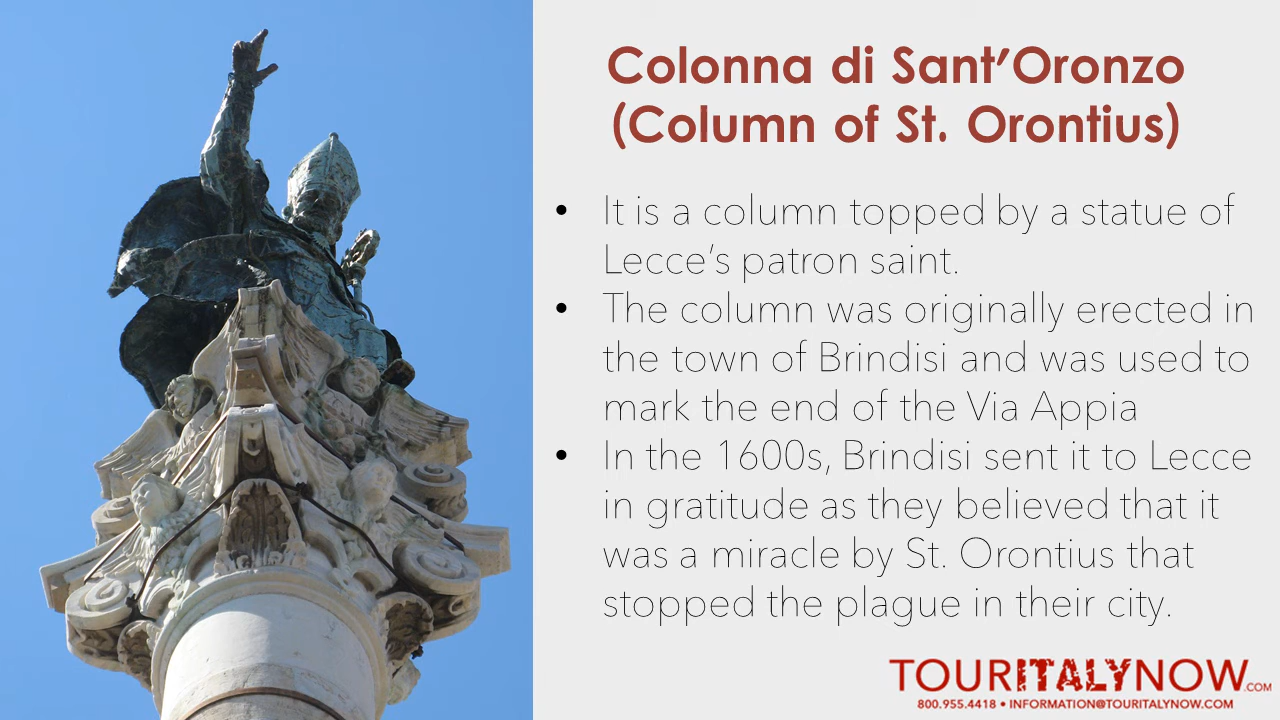 Colonna di Sant'Oronzo
(Column of St. Orontius)
• It is a column topped by a statue of
Lecce's patron saint.
• The column was originally erected in
the town of Brindisi and was used to
mark the end of the Via Appia
• In the 1600s, Brindisi sent it to Lecce
in gratitude as they believed that it
was a miracle by St. Orontius that
stopped the plague in their city.
TOURITALYNOW.COM
800.955.4418 • INFORMATION@TOURITALYNOW.COM